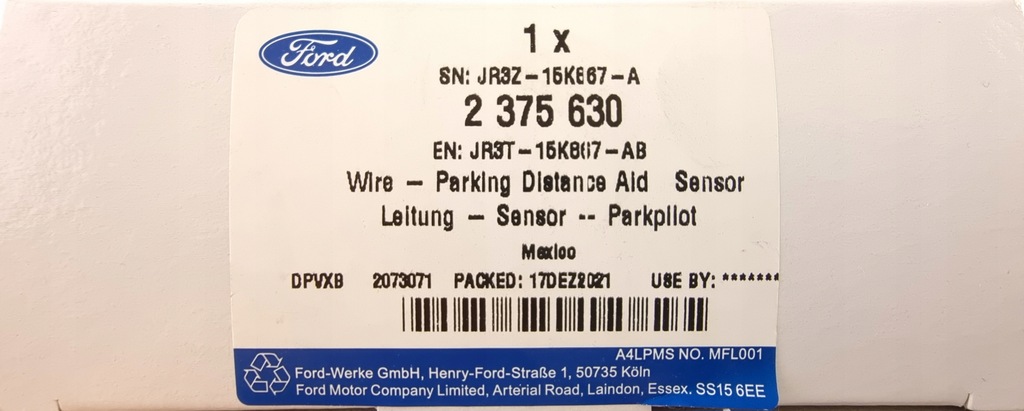 Ford
1 x
SN: JR3Z-15K867-A
2 375 630
EN: JR3T-15K867-AB
Wire - Parking Distance Aid Sensor
Leitung - Sensor -- Parkpilot
Mexico
DPVXB 2073071 PACKED: 17DEZ2021 USE BY: *******
A4LPMS NO. MFL001
Ford-Werke GmbH, Henry-Ford-Straße 1, 50735 Köln
Ford Motor Company Limited, Arterial Road, Laindon, Essex. SS15 6EE